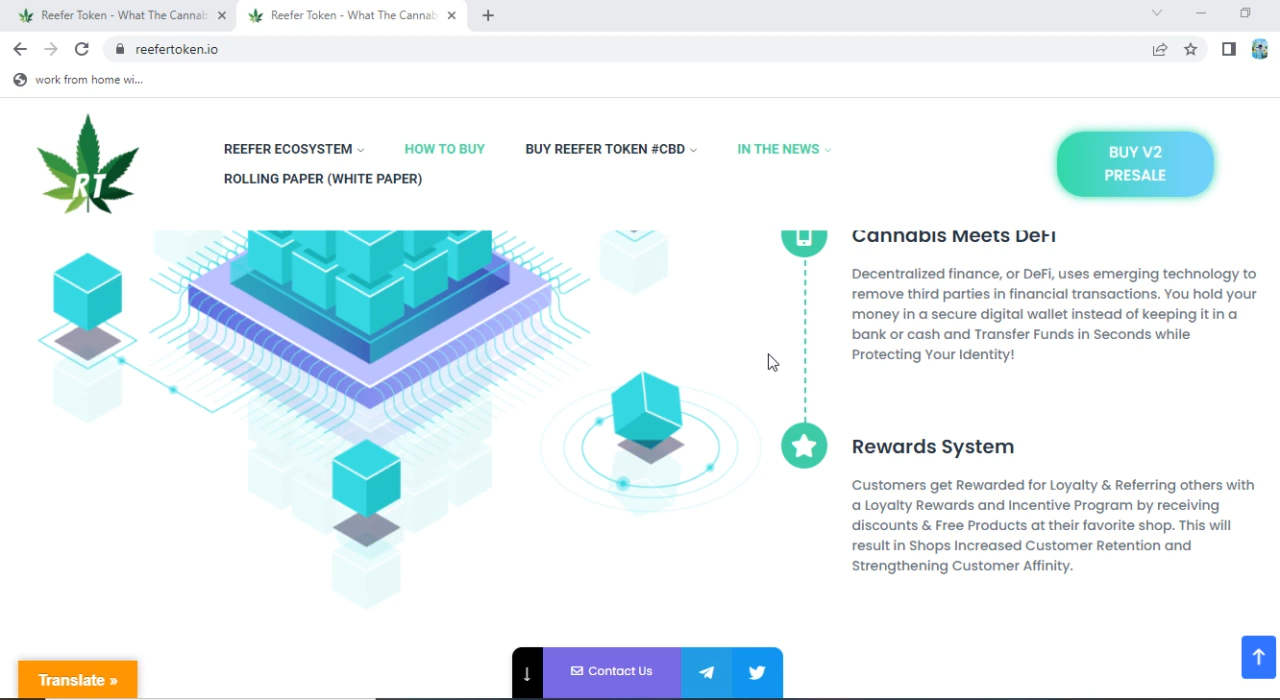 Reefer Token - What The Cannab
Reefer Token - What The Cannab
reefertoken.io
work from home wi...
RT
REEFER ECOSYSTEM
HOW TO BUY
BUY REEFER TOKEN #CBD
IN THE NEWS
ROLLING PAPER (WHITE PAPER)
BUY V2
PRESALE
Cannabis Meets DeFi
Decentralized finance, or DeFi, uses emerging technology to
remove third parties in financial transactions. You hold your
money in a secure digital wallet instead of keeping it in a
bank or cash and Transfer Funds in Seconds while
Protecting Your Identity!
Rewards System
Customers get Rewarded for Loyalty & Referring others with
a Loyalty Rewards and Incentive Program by receiving
discounts & Free Products at their favorite shop. This will
result in Shops Increased Customer Retention and
Strengthening Customer Affinity.
Contact Us
Translate »